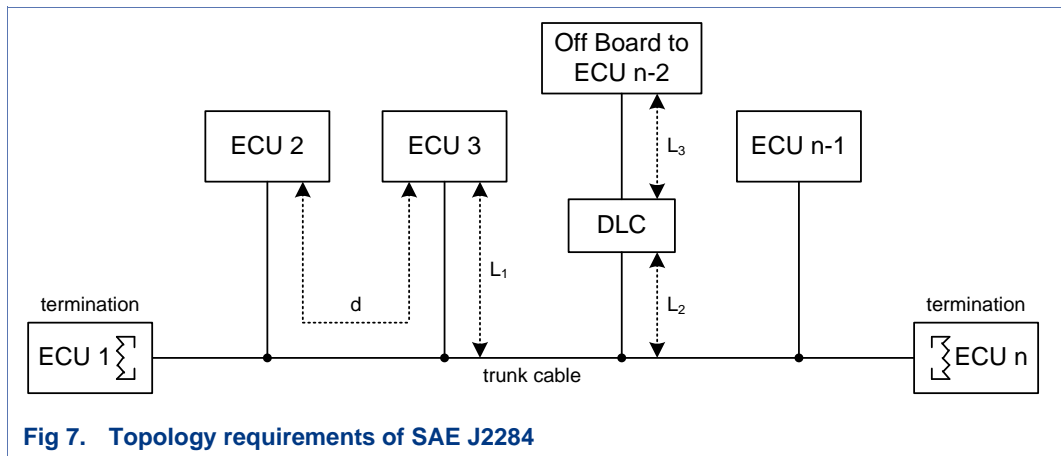 Off Board to
ECU n-2
ECU 2
ECU 3
ECU n-1
L₃
DLC
L₁
L₂
d
termination
termination
ECU 1
ECU n
trunk cable
Fig 7. Topology requirements of SAE J2284